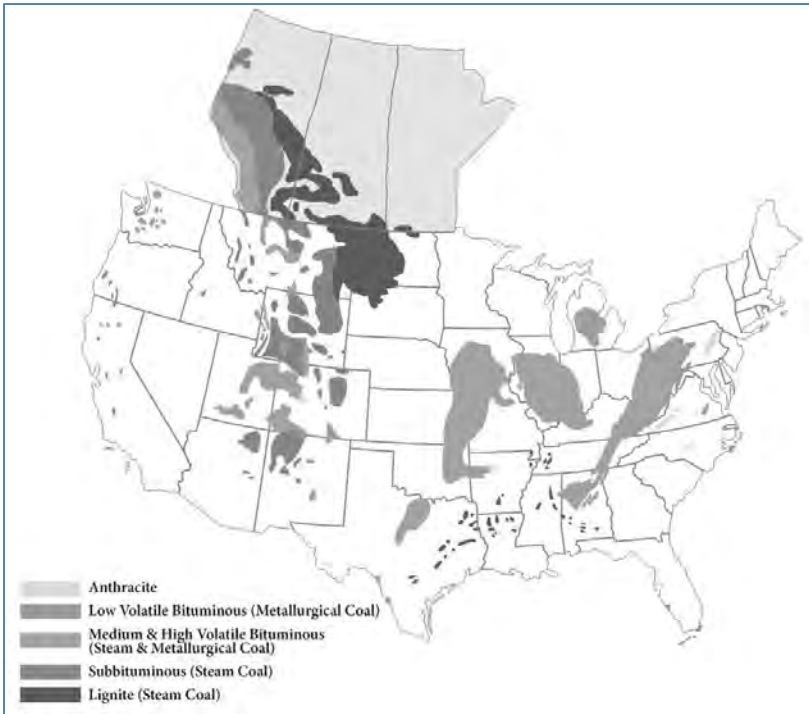 Anthracite
Low Volatile Bituminous (Metallurgical Coal)
Medium & High Volatile Bituminous
(Steam & Metallurgical Coal)
Subbituminous (Steam Coal)
Lignite (Steam Coal)